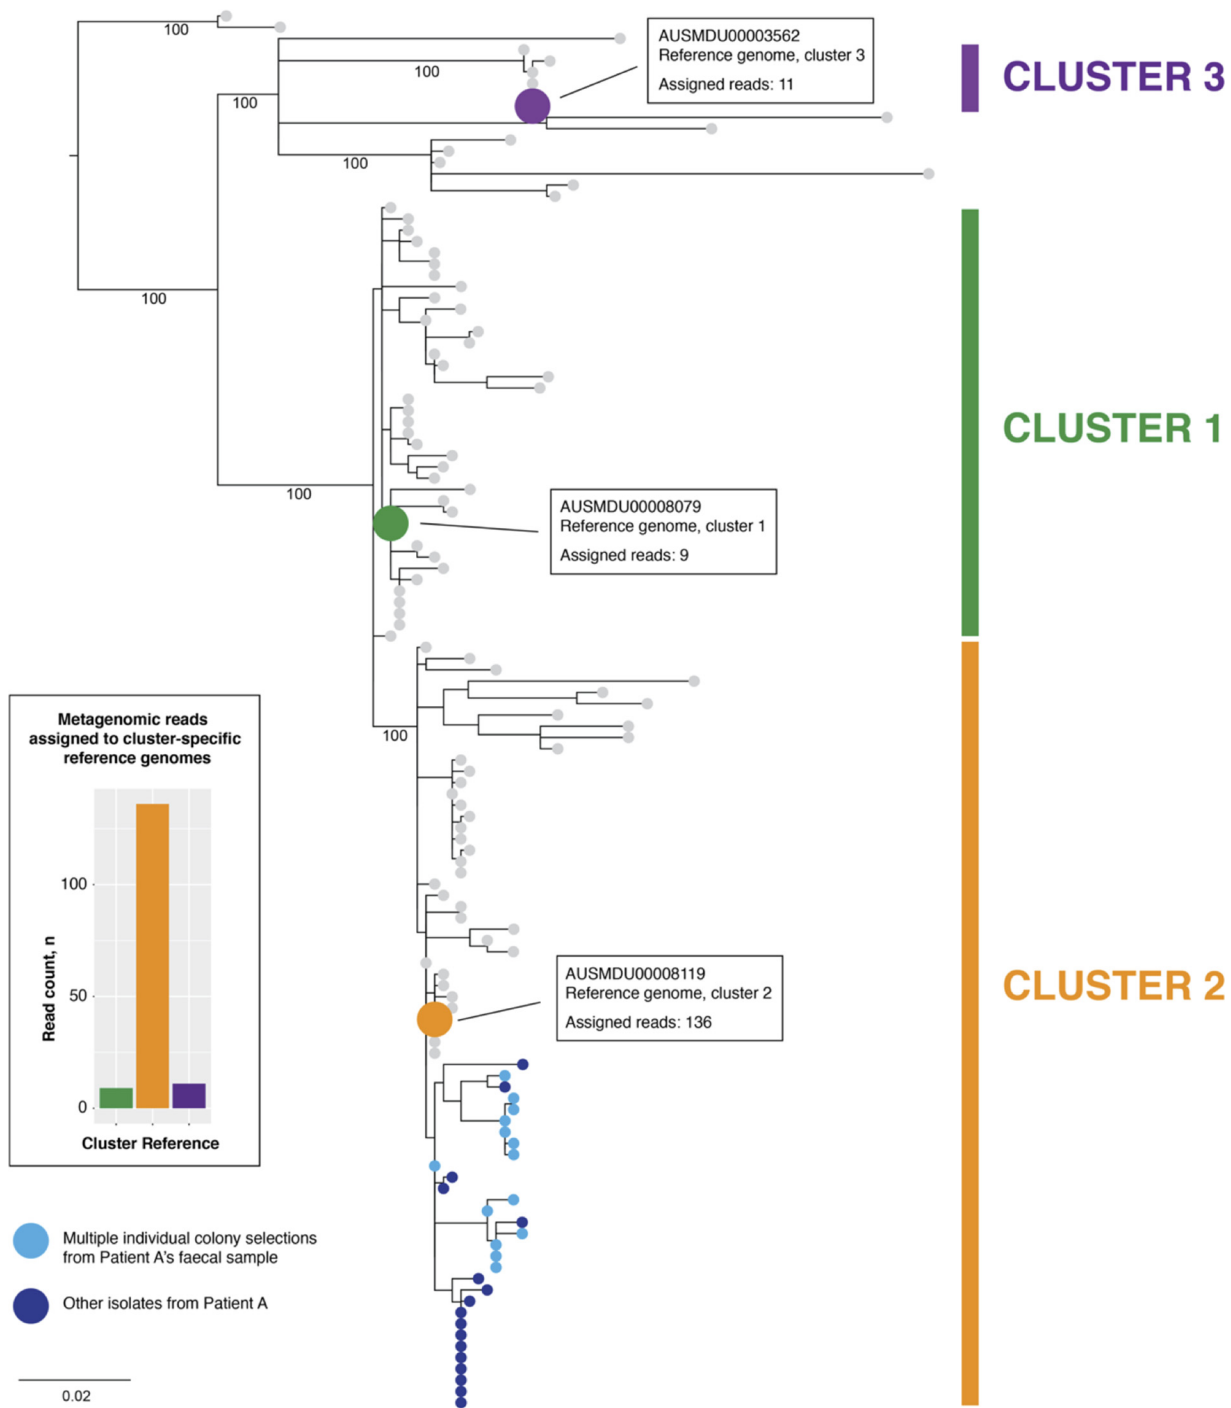 100
AUSMDU00003562
Reference genome, cluster 3
Assigned reads: 11
CLUSTER 3
100
100
100
100
CLUSTER 1
100
AUSMDU00008079
Reference genome, cluster 1
Assigned reads: 9
100
Metagenomic reads
assigned to cluster-specific
reference genomes
Read count, n
100
50
0
Cluster Reference
AUSMDU00008119
Reference genome, cluster 2
Assigned reads: 136
CLUSTER 2
Multiple individual colony selections
from Patient A's faecal sample
Other isolates from Patient A
0.02